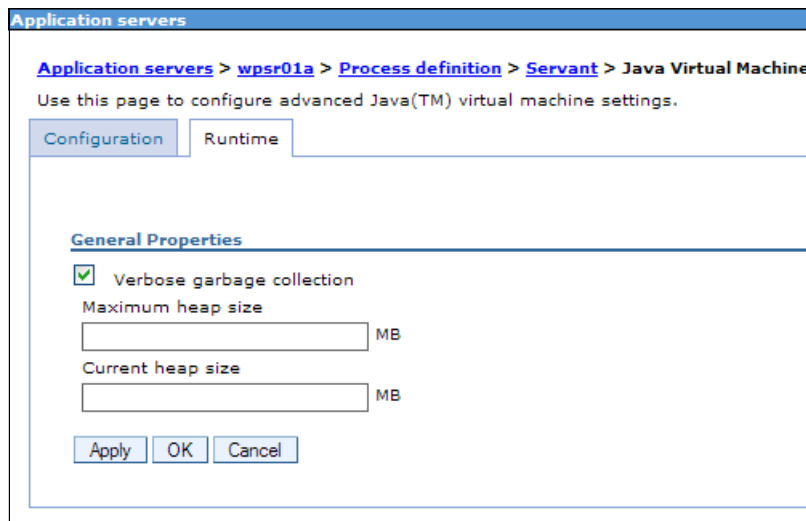 Application servers
Application servers > wpsr01a > Process definition > Servant > Java Virtual Machine
Use this page to configure advanced Java(TM) virtual machine settings.
Configuration Runtime
General Properties
Verbose garbage collection
Maximum heap size
MB
Current heap size
MB
Apply OK Cancel